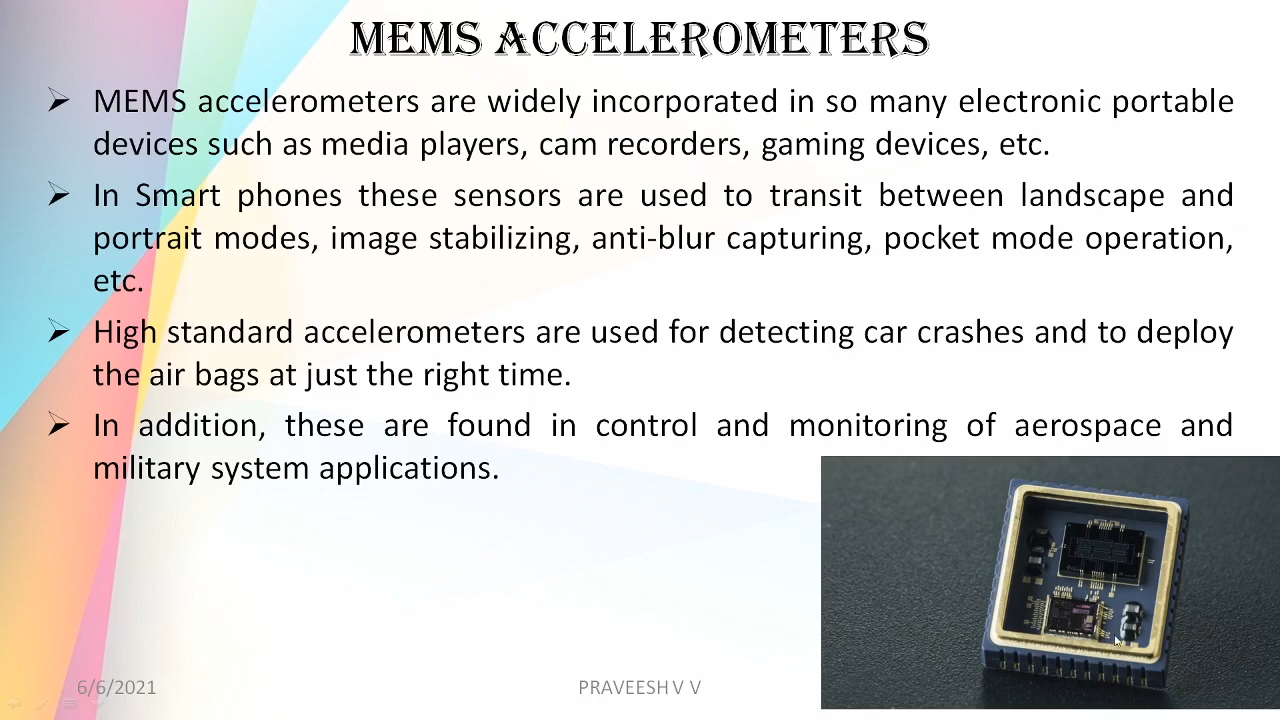 MEMS ACCELEROMETERS
MEMS accelerometers are widely incorporated in so many electronic portable
devices such as media players, cam recorders, gaming devices, etc.
In Smart phones these sensors are used to transit between landscape and
portrait modes, image stabilizing, anti-blur capturing, pocket mode operation,
etc.
High standard accelerometers are used for detecting car crashes and to deploy
the air bags at just the right time.
In addition, these are found in control and monitoring of aerospace and
military system applications.
6/6/2021
PRAVEESH V V